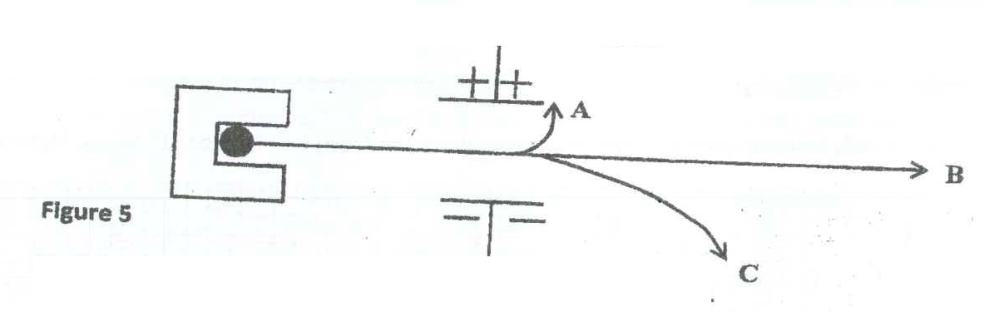 + +
A
B
Figure 5
— —
C